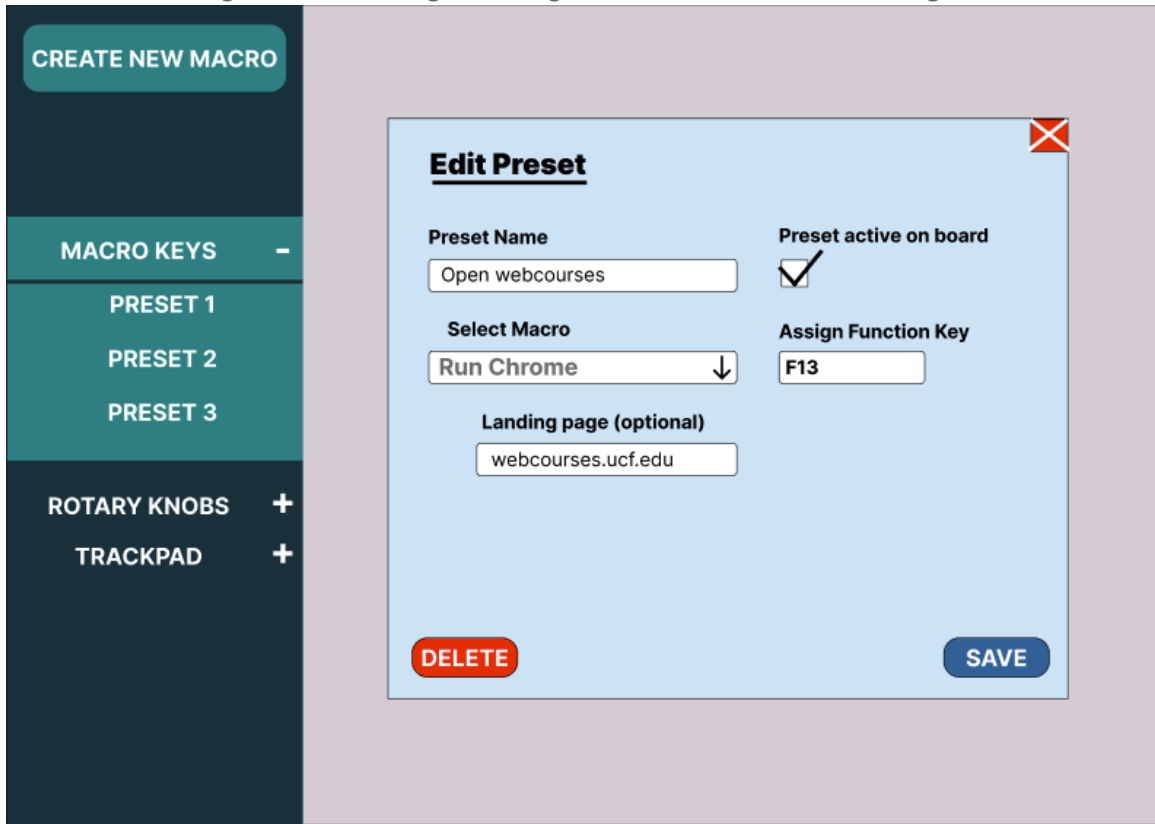 CREATE NEW MACRO
MACRO KEYS -
PRESET 1
PRESET 2
PRESET 3
ROTARY KNOBS +
TRACKPAD +
Edit Preset
Preset Name
Open webcourses
Preset active on board
Select Macro
Run Chrome
Assign Function Key
F13
Landing page (optional)
webcourses.ucf.edu
DELETE
SAVE